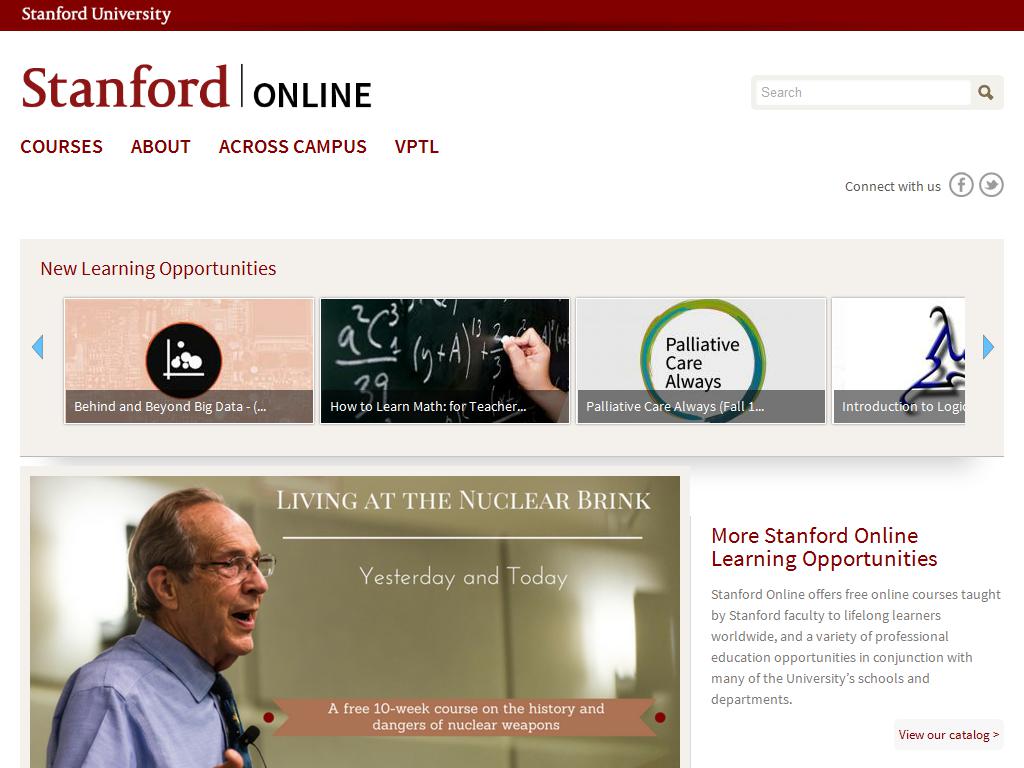 Stanford University
Stanford ONLINE
Search
COURSES ABOUT ACROSS CAMPUS VPTL
Connect with us
New Learning Opportunities
a²C³
(y+A)¹³ + 2
39
3
Palliative
Care
Always
Behind and Beyond Big Data - (...
How to Learn Math: for Teacher...
Palliative Care Always (Fall 1...
Introduction to Logic
LIVING AT THE NUCLEAR BRINK
Yesterday and Today
A free 10-week course on the history and
dangers of nuclear weapons
More Stanford Online
Learning Opportunities
Stanford Online offers free online courses taught
by Stanford faculty to lifelong learners
worldwide, and a variety of professional
education opportunities in conjunction with
many of the University's schools and
departments.
View our catalog >